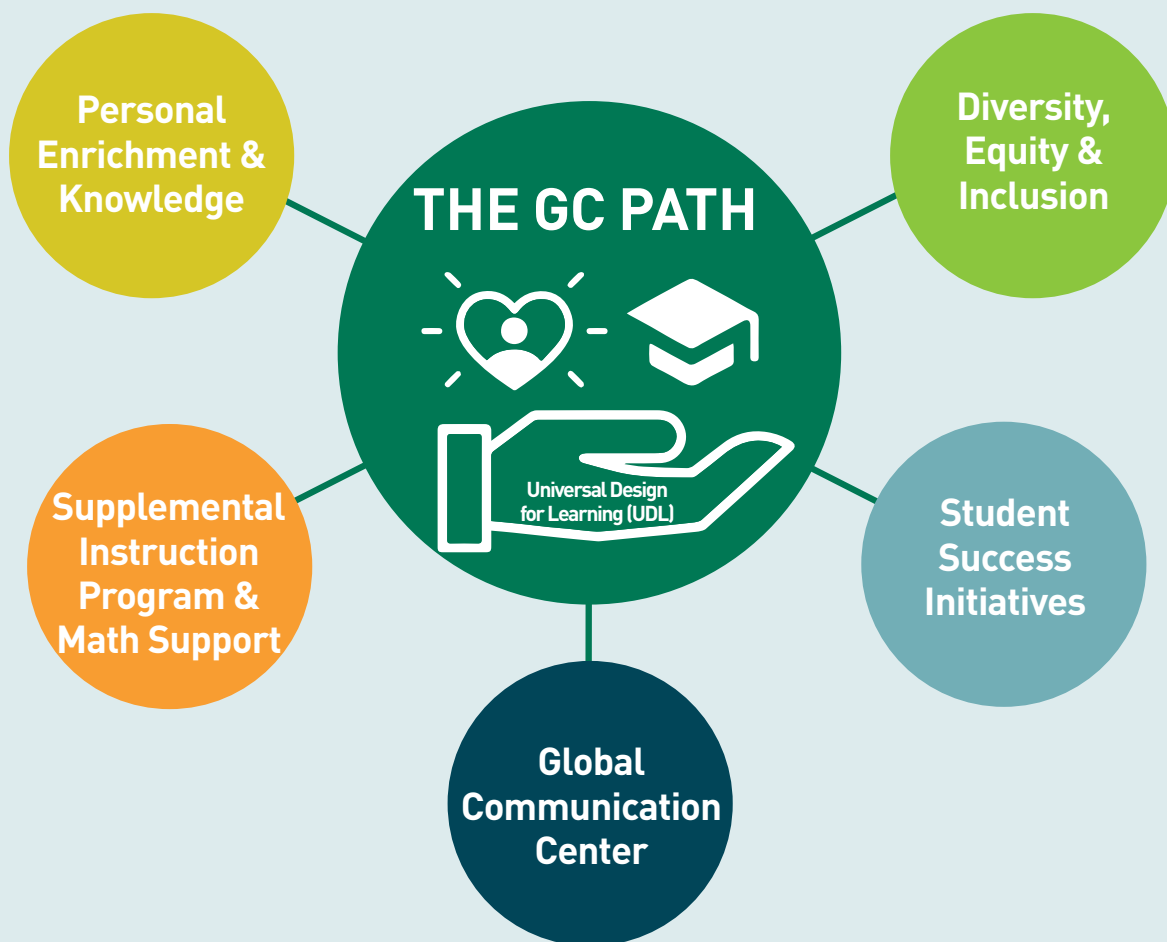 Personal
Enrichment &
Knowledge
Diversity,
Equity &
Inclusion
THE GC PATH
Universal Design
for Learning (UDL)
Supplemental
Instruction
Program &
Math Support
Student
Success
Initiatives
Global
Communication
Center